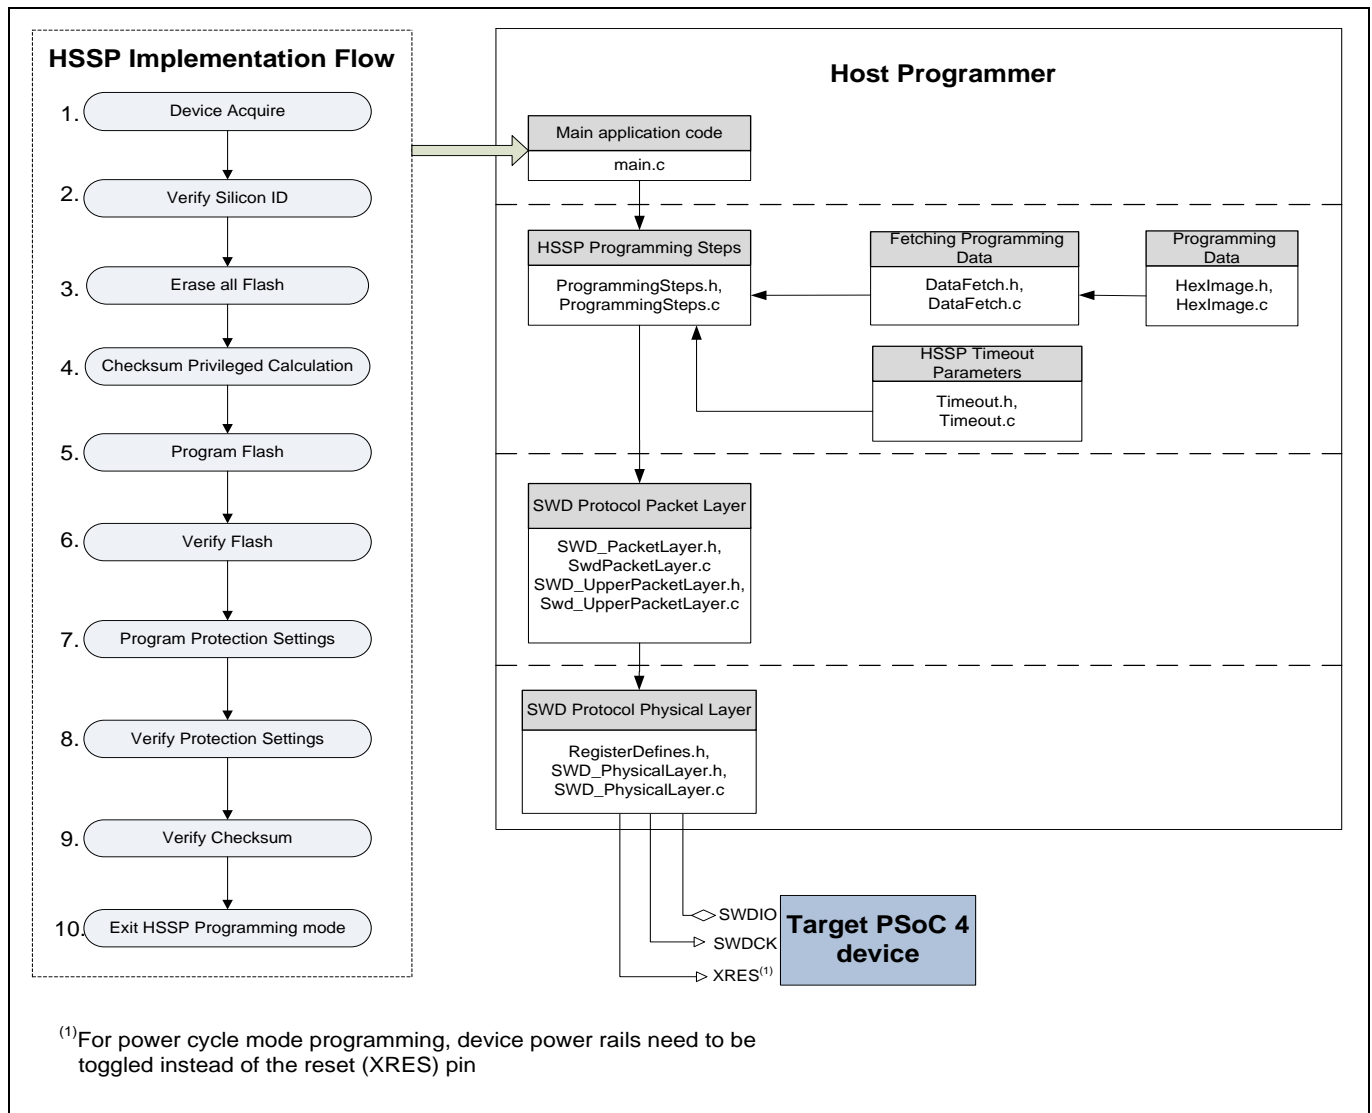 HSSP Implementation Flow
1. Device Acquire
2. Verify Silicon ID
3. Erase all Flash
4. Checksum Privileged Calculation
5. Program Flash
6. Verify Flash
7. Program Protection Settings
8. Verify Protection Settings
9. Verify Checksum
10. Exit HSSP Programming mode
Host Programmer
Main application code
main.c
HSSP Programming Steps
ProgrammingSteps.h,
ProgrammingSteps.c
Fetching Programming
Data
DataFetch.h,
DataFetch.c
Programming
Data
HexImage.h,
HexImage.c
HSSP Timeout
Parameters
Timeout.h,
Timeout.c
SWD Protocol Packet Layer
SWD_PacketLayer.h,
SwdPacketLayer.c
SWD_UpperPacketLayer.h,
Swd_UpperPacketLayer.c
SWD Protocol Physical Layer
RegisterDefines.h,
SWD_PhysicalLayer.h,
SWD_PhysicalLayer.c
SWDIO
SWDCK
XRES(1)
Target PSoC 4
device
(1)For power cycle mode programming, device power rails need to be
toggled instead of the reset (XRES) pin